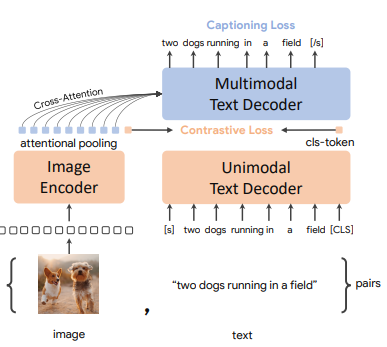 Captioning Loss
two dogs running in a field [/s]
Multimodal
Text Decoder
Cross-Attention
attentional pooling
Contrastive Loss
cls-token
Image
Encoder
Unimodal
Text Decoder
[s] two dogs running in a field [CLS]
"two dogs running in a field"
pairs
,
image
text